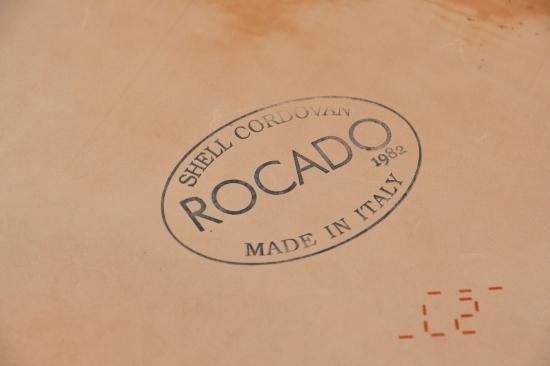 SHELL CORDOVAN
ROCADO
1982
MADE IN ITALY